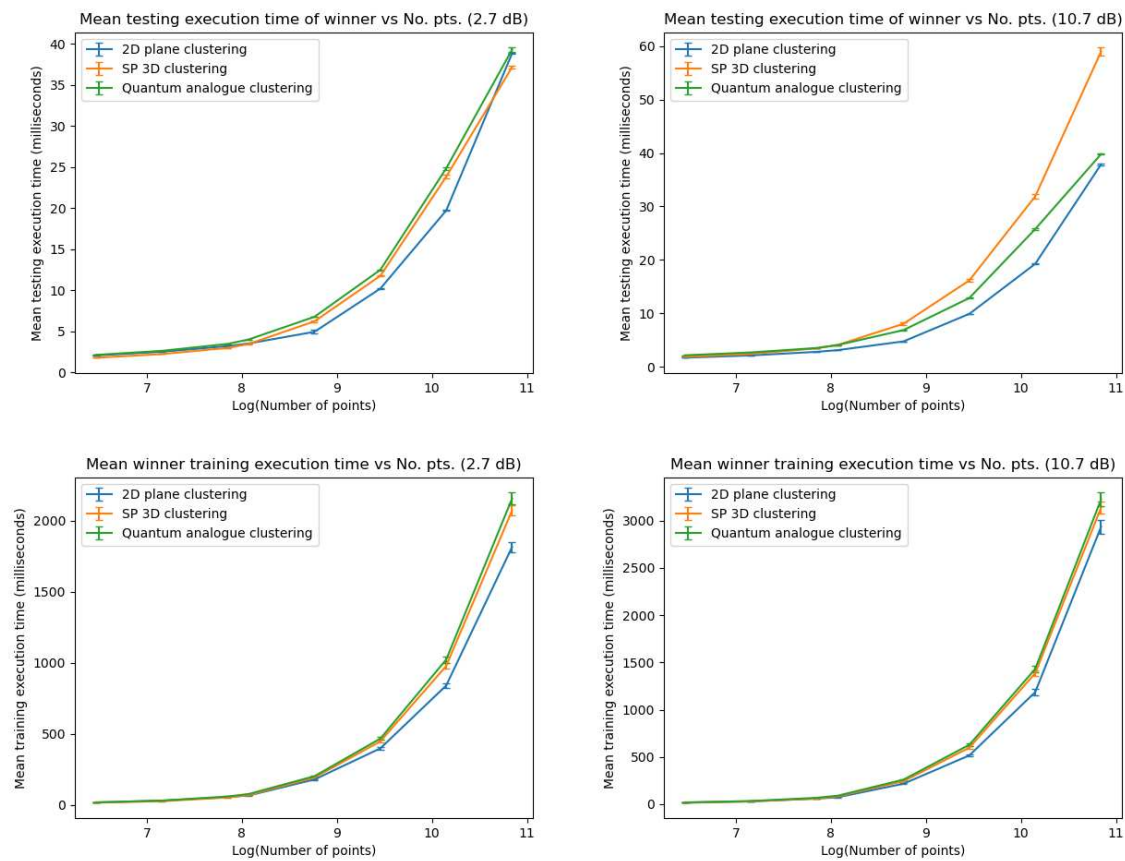 Mean testing execution time of winner vs No. pts. (2.7 dB)
2D plane clustering
SP 3D clustering
Quantum analogue clustering
Mean testing execution time (milliseconds)
40
35
30
25
20
15
10
5
0
7 8 9 10 11
Log(Number of points)
Mean testing execution time of winner vs No. pts. (10.7 dB)
2D plane clustering
SP 3D clustering
Quantum analogue clustering
Mean testing execution time (milliseconds)
60
50
40
30
20
10
0
7 8 9 10 11
Log(Number of points)
Mean winner training execution time vs No. pts. (2.7 dB)
2D plane clustering
SP 3D clustering
Quantum analogue clustering
Mean training execution time (milliseconds)
2000
1500
1000
500
0
7 8 9 10 11
Log(Number of points)
Mean winner training execution time vs No. pts. (10.7 dB)
2D plane clustering
SP 3D clustering
Quantum analogue clustering
Mean training execution time (milliseconds)
3000
2500
2000
1500
1000
500
0
7 8 9 10 11
Log(Number of points)